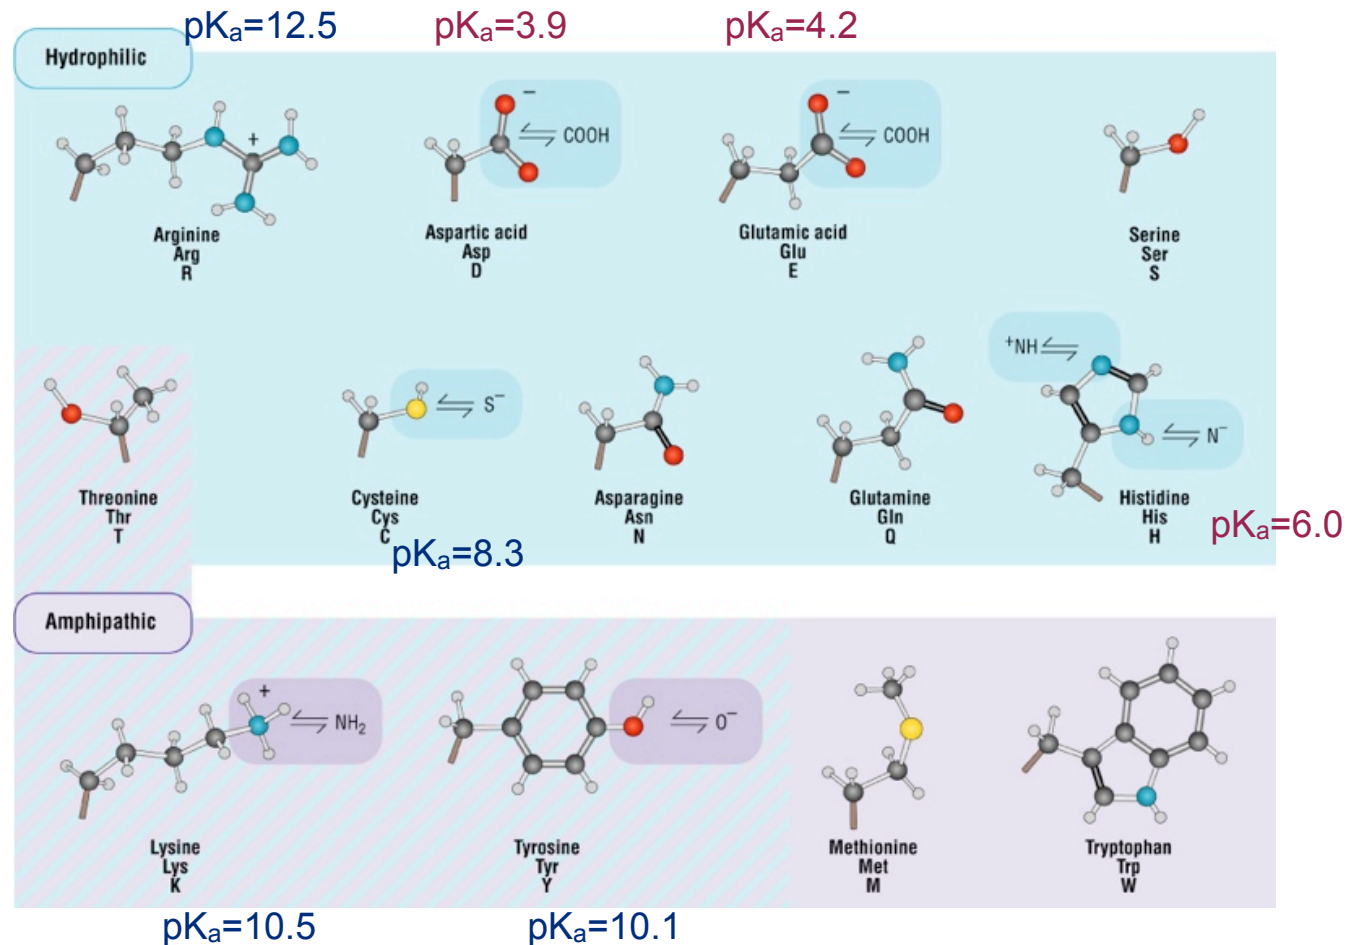 pKa=12.5
pKa=3.9
pKa=4.2
Hydrophilic
+
−
COOH
−
COOH
Arginine
Arg
R
Aspartic acid
Asp
D
Glutamic acid
Glu
E
Serine
Ser
S
⁺NH
S⁻
N⁻
Threonine
Thr
T
Cysteine
Cys
C
pKa=8.3
Asparagine
Asn
N
Glutamine
Gln
Q
Histidine
His
H
pKa=6.0
Amphipathic
+
NH₂
O⁻
Lysine
Lys
K
Tyrosine
Tyr
Y
Methionine
Met
M
Tryptophan
Trp
W
pKa=10.5
pKa=10.1